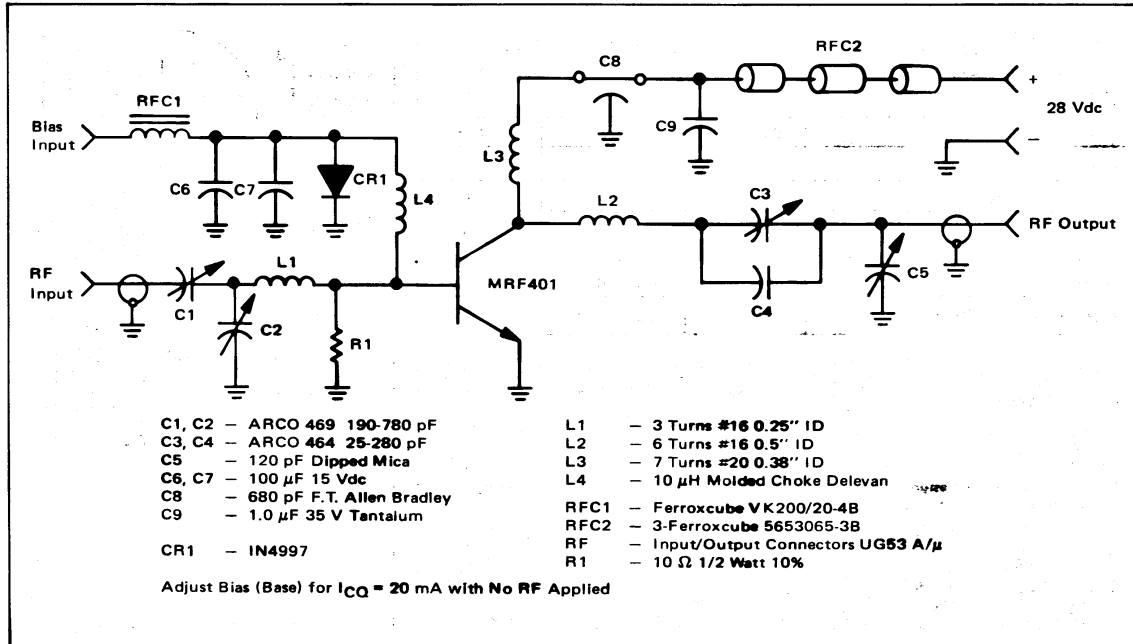 C8
RFC2
+
28 Vdc
−
RFC1
Bias
Input
C9
L3
C6
C7
CR1
L4
C3
L2
RF Output
RF
Input
L1
MRF401
C1
C2
R1
C4
C5
C1, C2 – ARCO 469 190-780 pF
C3, C4 – ARCO 464 25-280 pF
C5 – 120 pF Dipped Mica
C6, C7 – 100 μF 15 Vdc
C8 – 680 pF F.T. Allen Bradley
C9 – 1.0 μF 35 V Tantalum
CR1 – IN4997
L1 – 3 Turns #16 0.25" ID
L2 – 6 Turns #16 0.5" ID
L3 – 7 Turns #20 0.38" ID
L4 – 10 μH Molded Choke Delevan
RFC1 – Ferroxcube VK200/20-4B
RFC2 – 3-Ferroxcube 5653065-3B
RF – Input/Output Connectors UG53 A/μ
R1 – 10 Ω 1/2 Watt 10%
Adjust Bias (Base) for ICQ = 20 mA with No RF Applied